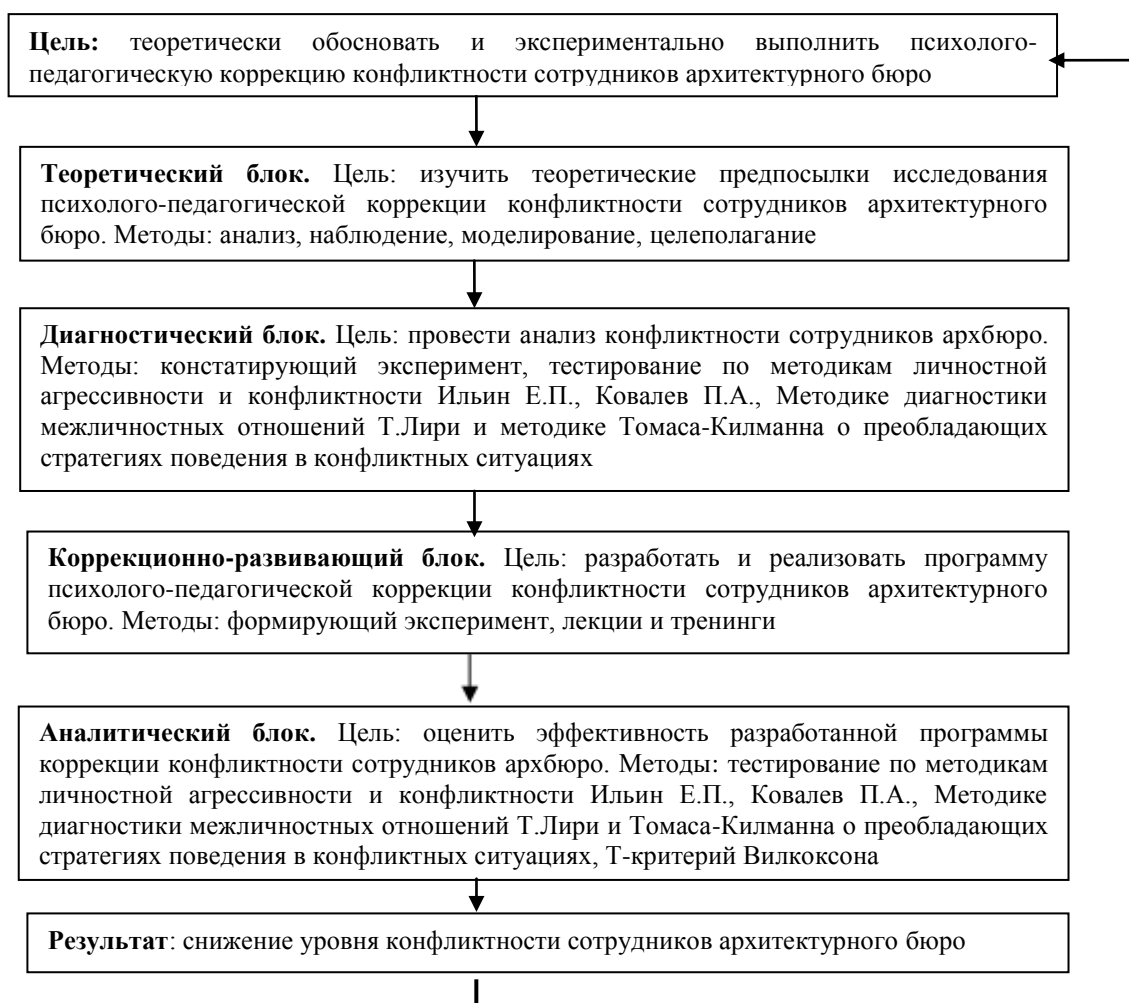 Цель: теоретически обосновать и экспериментально выполнить психолого-
педагогическую коррекцию конфликтности сотрудников архитектурного бюро
Теоретический блок. Цель: изучить теоретические предпосылки исследования
психолого-педагогической коррекции конфликтности сотрудников архитектурного
бюро. Методы: анализ, наблюдение, моделирование, целеполагание
Диагностический блок. Цель: провести анализ конфликтности сотрудников архбюро.
Методы: констатирующий эксперимент, тестирование по методикам личностной
агрессивности и конфликтности Ильин Е.П., Ковалев П.А., Методике диагностики
межличностных отношений Т.Лири и методике Томаса-Килманна о преобладающих
стратегиях поведения в конфликтных ситуациях
Коррекционно-развивающий блок. Цель: разработать и реализовать программу
психолого-педагогической коррекции конфликтности сотрудников архитектурного
бюро. Методы: формирующий эксперимент, лекции и тренинги
Аналитический блок. Цель: оценить эффективность разработанной программы
коррекции конфликтности сотрудников архбюро. Методы: тестирование по методикам
личностной агрессивности и конфликтности Ильин Е.П., Ковалев П.А., Методике
диагностики межличностных отношений Т.Лири и Томаса-Килманна о преобладающих
стратегиях поведения в конфликтных ситуациях, Т-критерий Вилкоксона
Результат: снижение уровня конфликтности сотрудников архитектурного бюро